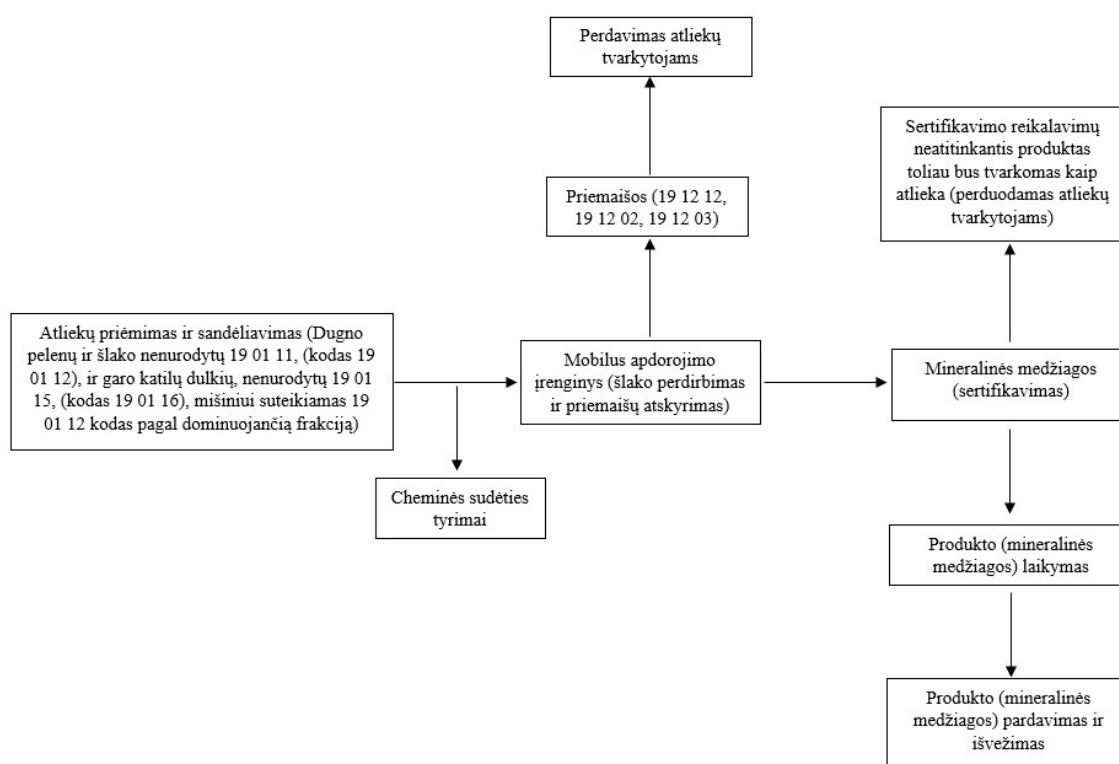 Perdavimas atliekų
tvarkytojams
Sertifikavimo reikalavimų
neatitinkantis produktas
toliau bus tvarkomas kaip
atlieka (perduodamas atliekų
tvarkytojams)
Priemaišos (19 12 12,
19 12 02, 19 12 03)
Atliekų priėmimas ir sandėliavimas (Dugno
pelenų ir šlako nenurodytų 19 01 11, (kodas 19
01 12), ir garo katilų dulkių, nenurodytų 19 01
15, (kodas 19 01 16), mišiniui suteikiamas 19
01 12 kodas pagal dominuojančią frakciją)
Mobilus apdorojimo
įrenginys (šlako perdirbimas
ir priemaišų atskyrimas)
Mineralinės medžiagos
(sertifikavimas)
Cheminės sudėties
tyrimai
Produkto (mineralinės
medžiagos) laikymas
Produkto (mineralinės
medžiagos) pardavimas ir
išvežimas